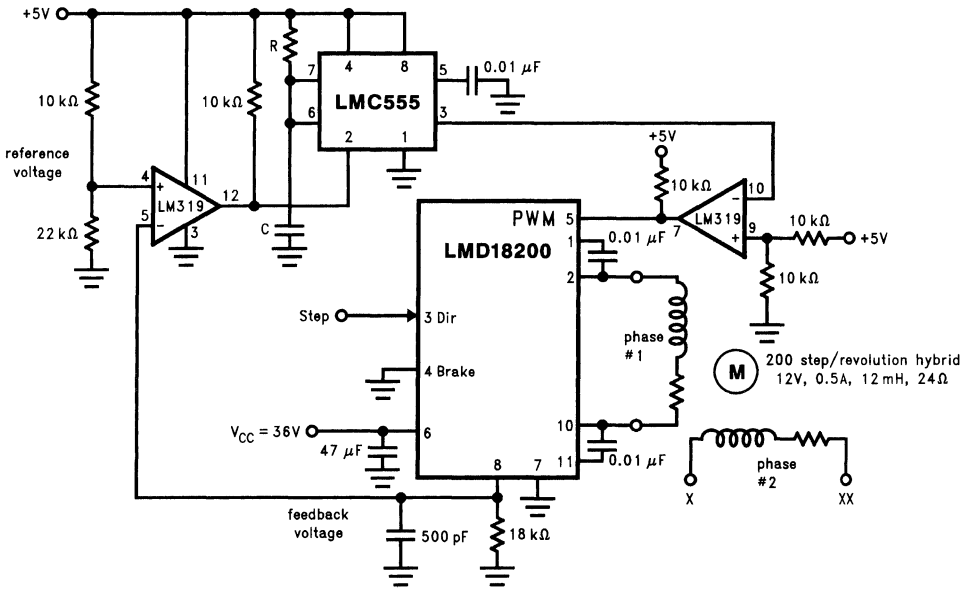 +5V
R
10 kΩ
10 kΩ
7
6
4
8
5
3
2
1
LMC555
0.01 μF
reference
voltage
4
+
5
−
LM319
11
12
3
22 kΩ
C
+5V
10 kΩ
PWM
5
7
LM319
10
−
9
+
10 kΩ
+5V
10 kΩ
LMD18200
1
0.01 μF
2
Step
3 Dir
phase
#1
M
200 step/revolution hybrid
12V, 0.5A, 12 mH, 24Ω
4 Brake
VCC = 36V
6
47 μF
10
11
0.01 μF
8
7
phase
#2
X
XX
feedback
voltage
500 pF
18 kΩ